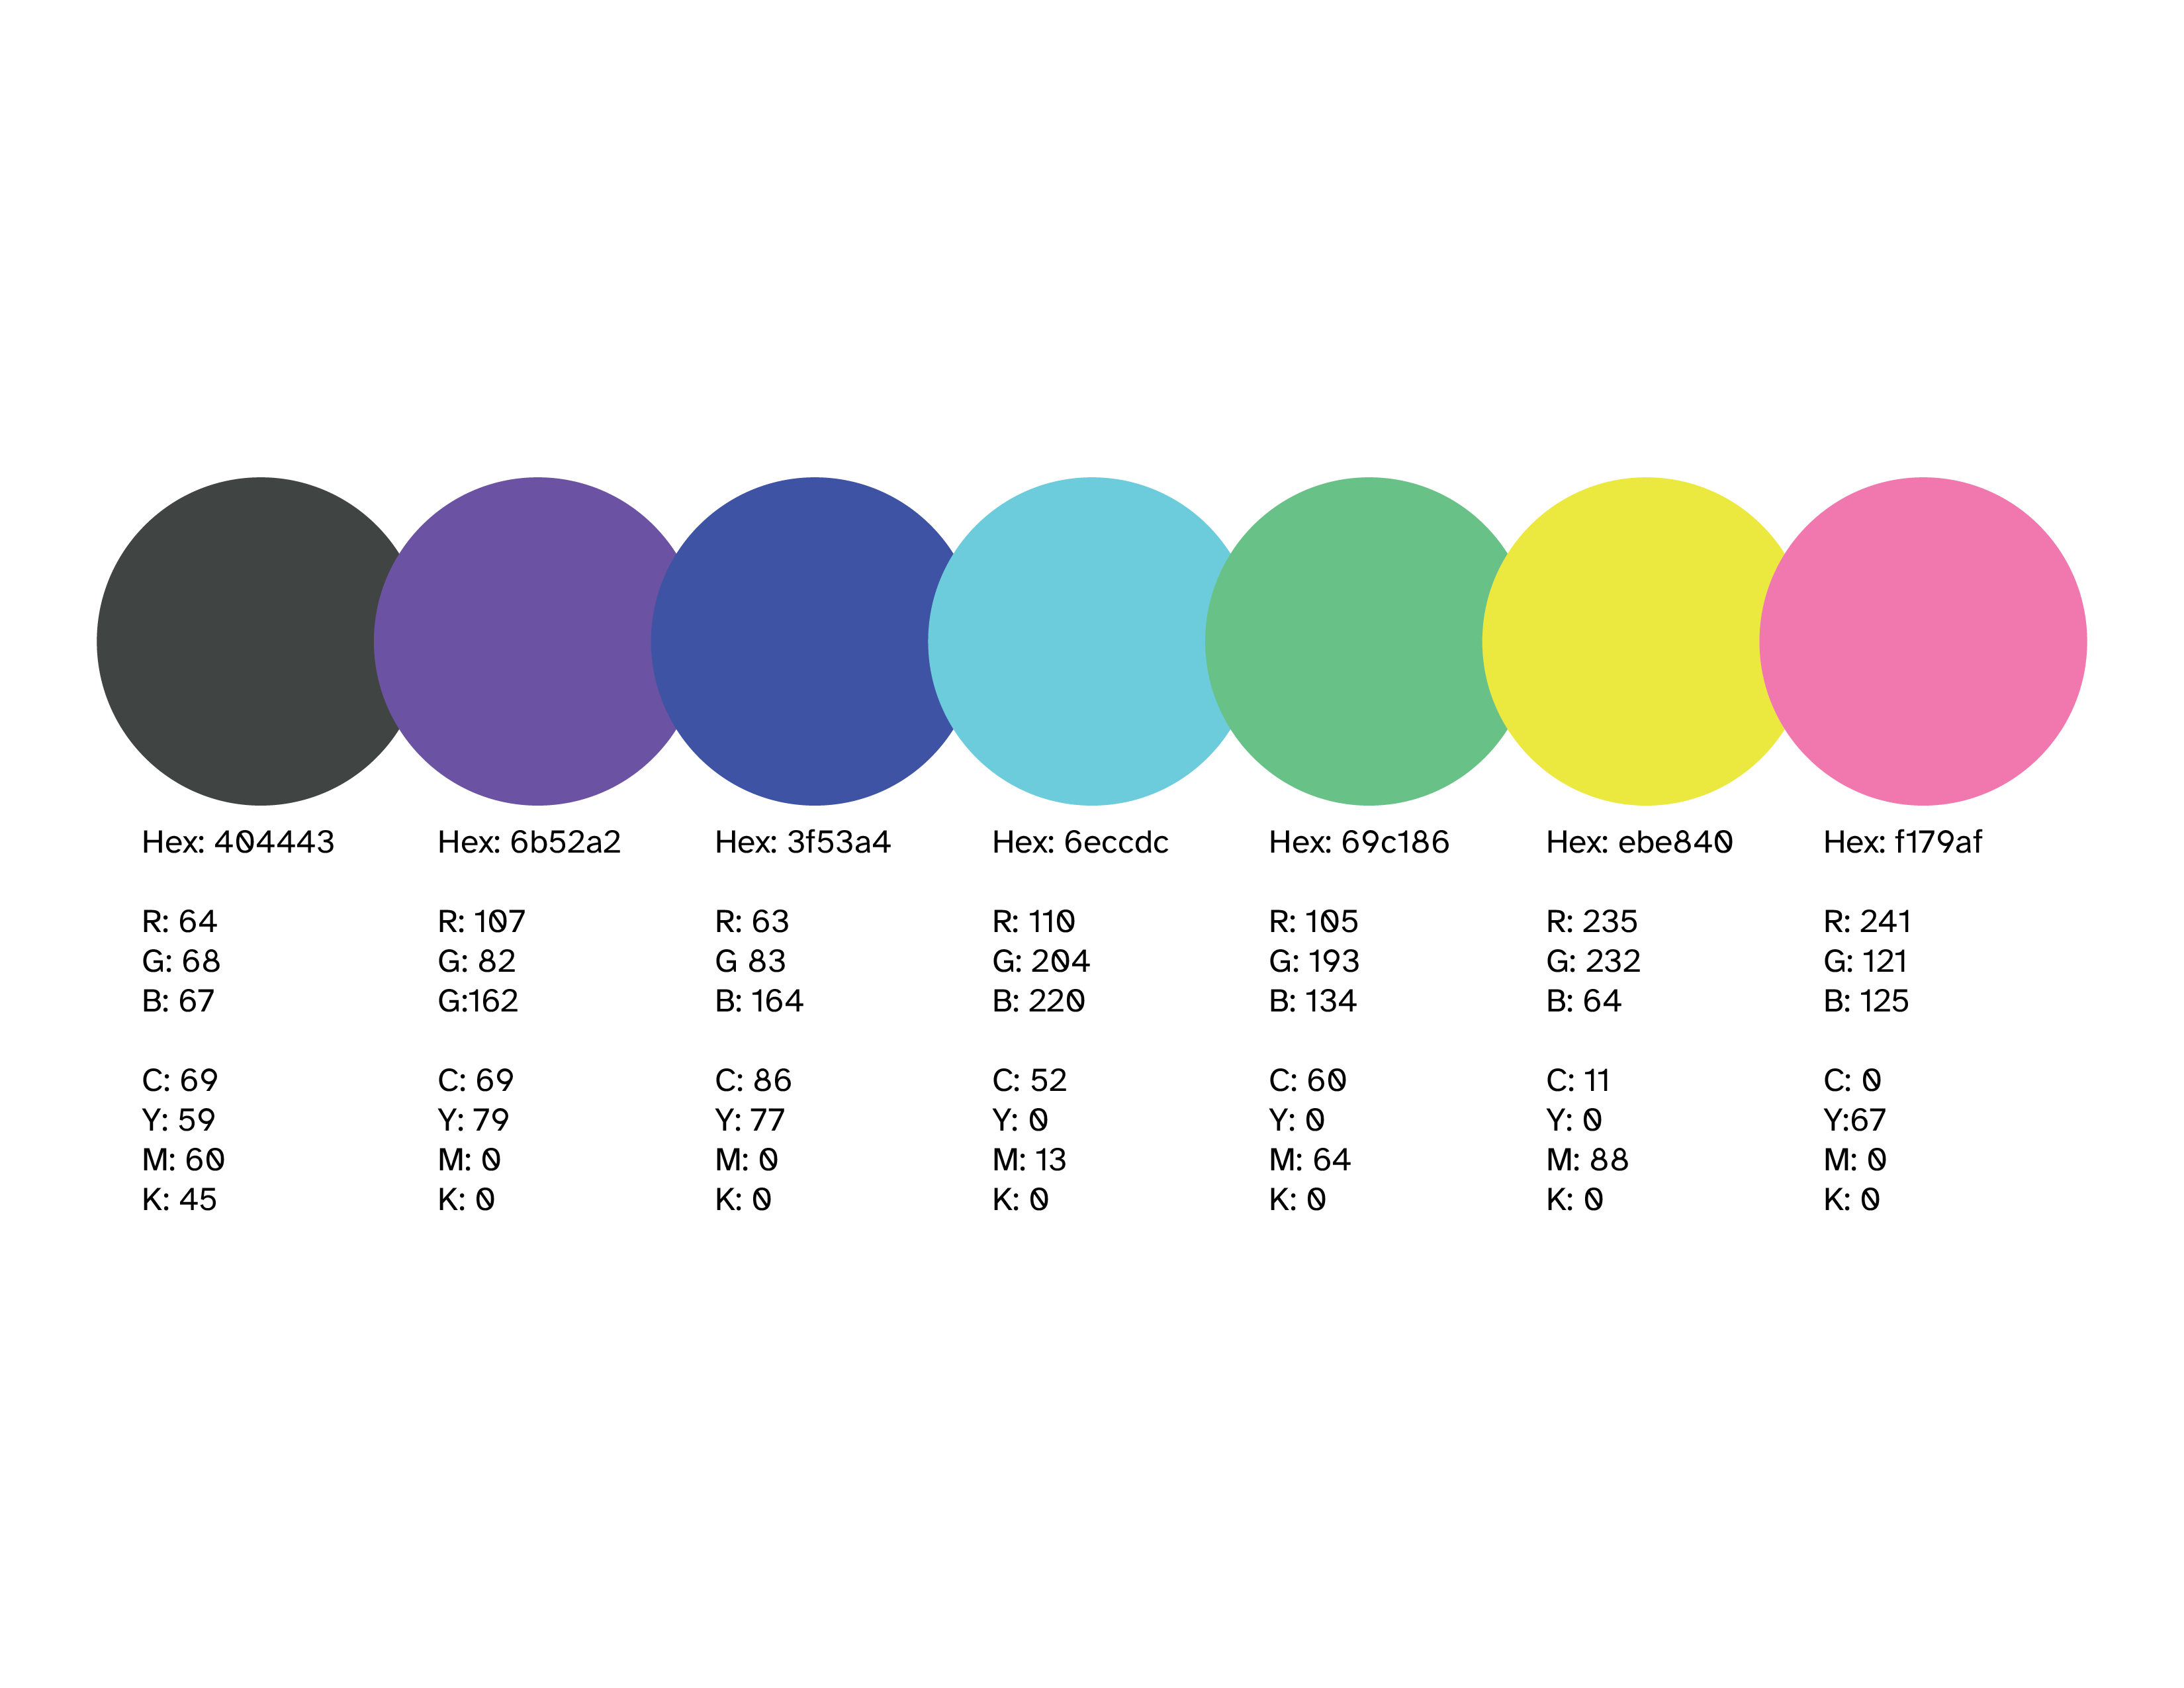 Hex: 404443
R: 64
G: 68
B: 67
C: 69
Y: 59
M: 60
K: 45
Hex: 6b52a2
R: 107
G: 82
G:162
C: 69
Y: 79
M: 0
K: 0
Hex: 3f53a4
R: 63
G 83
B: 164
C: 86
Y: 77
M: 0
K: 0
Hex: 6eccdc
R: 110
G: 204
B: 220
C: 52
Y: 0
M: 13
K: 0
Hex: 69c186
R: 105
G: 193
B: 134
C: 60
Y: 0
M: 64
K: 0
Hex: ebe840
R: 235
G: 232
B: 64
C: 11
Y: 0
M: 88
K: 0
Hex: f179af
R: 241
G: 121
B: 125
C: 0
Y:67
M: 0
K: 0